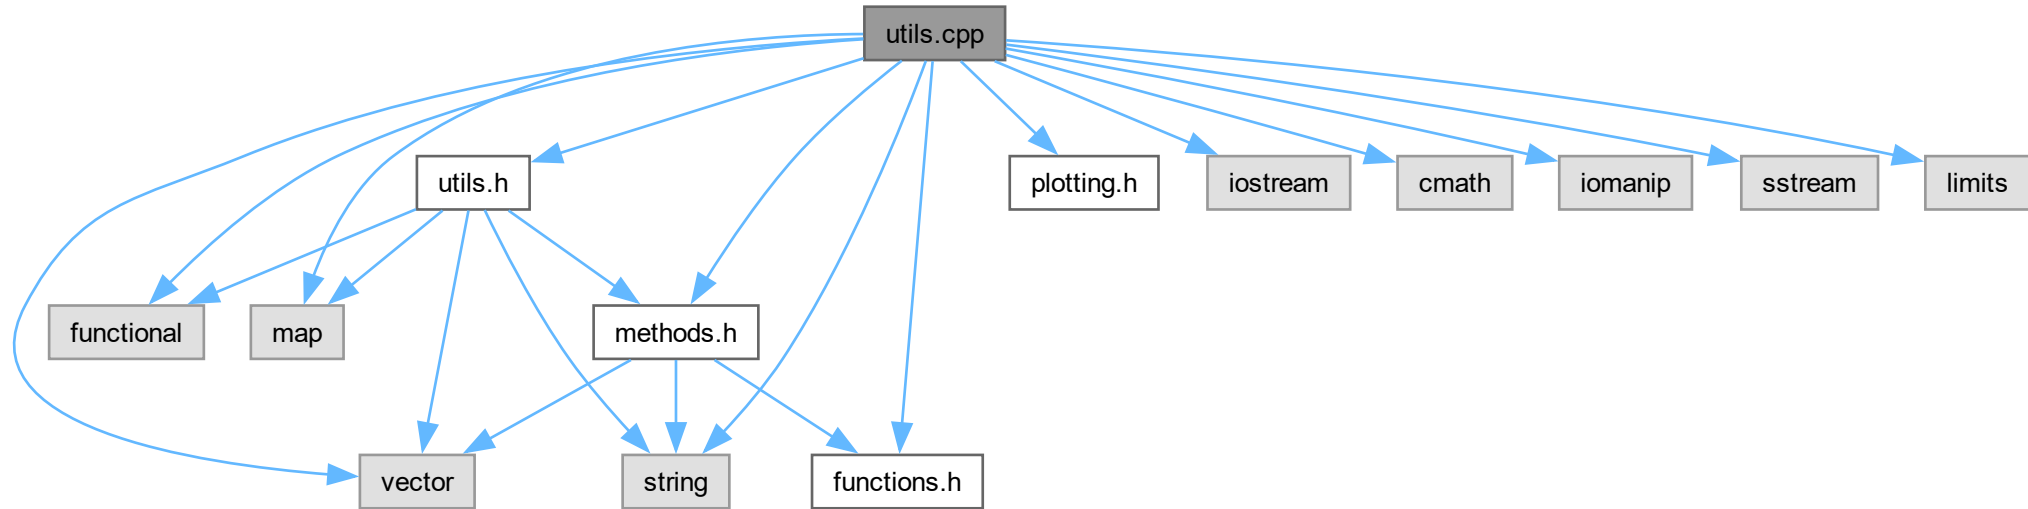 utils.cpp
utils.h
plotting.h
iostream
cmath
iomanip
sstream
limits
functional
map
methods.h
vector
string
functions.h